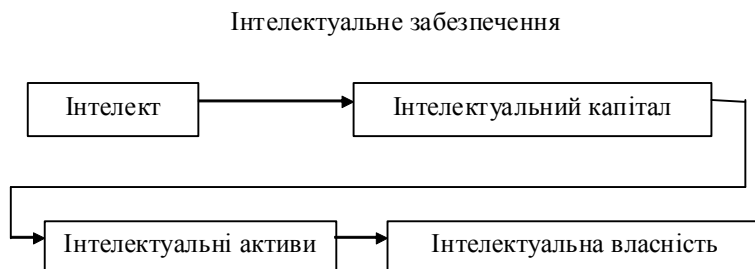 Інтелектуальне забезпечення
Інтелект
Інтелектуальний капітал
Інтелектуальні активи
Інтелектуальна власність